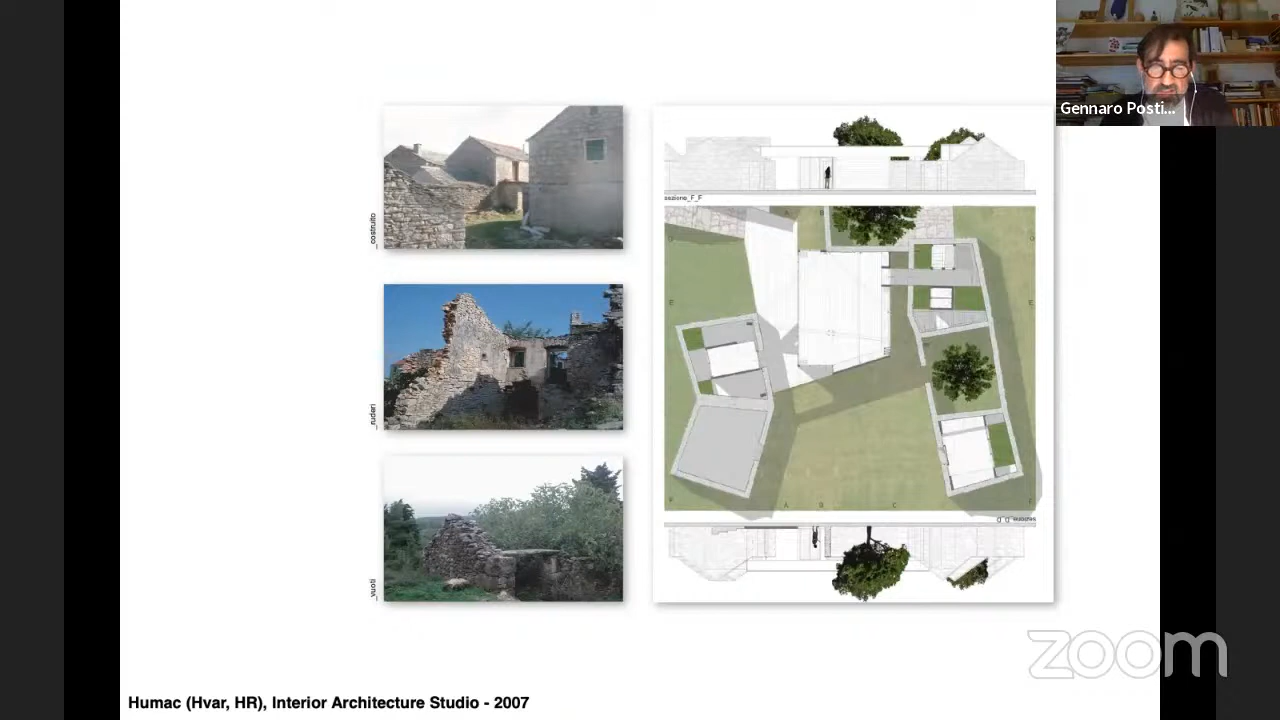 Gennaro Posti...
_costruito
sezione_F_F
_ruderi
_vuoti
zoom
Humac (Hvar, HR), Interior Architecture Studio - 2007